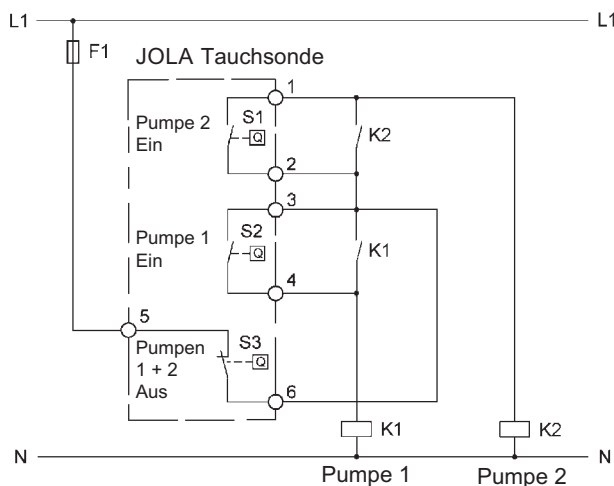 L1
L1
F1
JOLA Tauchsonde
1
Pumpe 2
Ein
S1
Q
K2
2
3
Pumpe 1
Ein
S2
Q
K1
4
5
Pumpen
1 + 2
Aus
S3
Q
6
K1
K2
N
N
Pumpe 1
Pumpe 2